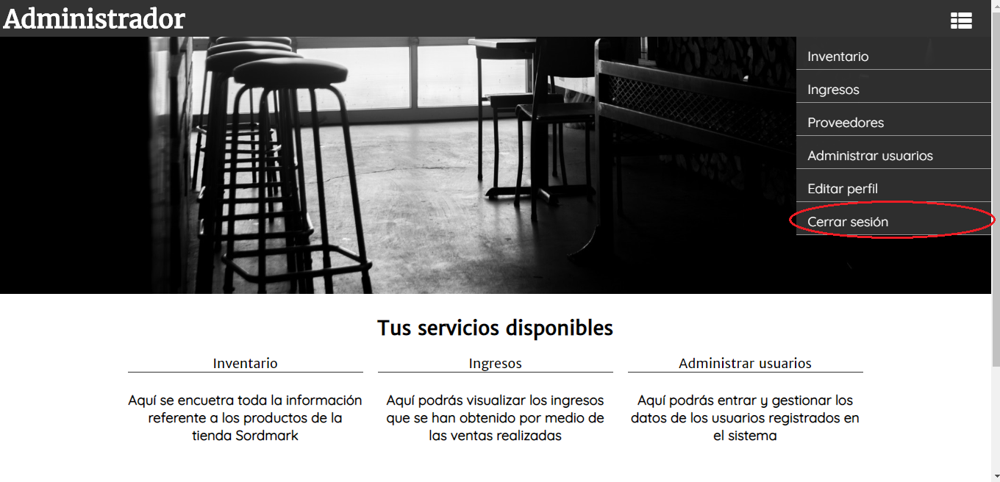 Administrador
Inventario
Ingresos
Proveedores
Administrar usuarios
Editar perfil
Cerrar sesión
Tus servicios disponibles
Inventario
Aquí se encuetra toda la información
referente a los productos de la
tienda Sordmark
Ingresos
Aquí podrás visualizar los ingresos
que se han obtenido por medio de
las ventas realizadas
Administrar usuarios
Aquí podrás entrar y gestionar los
datos de los usuarios registrados en
el sistema